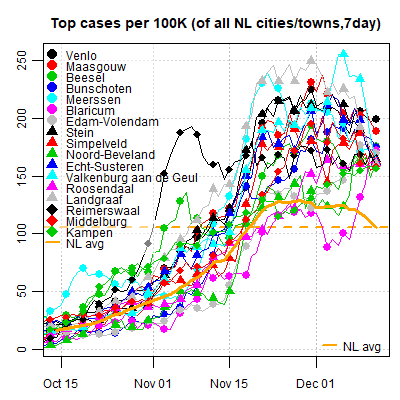 Top cases per 100K (of all NL cities/towns,7day)
250
200
150
100
50
0
Venlo
Maasgouw
Beesel
Bunschoten
Meerssen
Blaricum
Edam-Volendam
Stein
Simpelveld
Noord-Beveland
Echt-Susteren
Valkenburg aan de Geul
Roosendaal
Landgraaf
Reimerswaal
Middelburg
Kampen
NL avg
NL avg
Oct 15 Nov 01 Nov 15 Dec 01